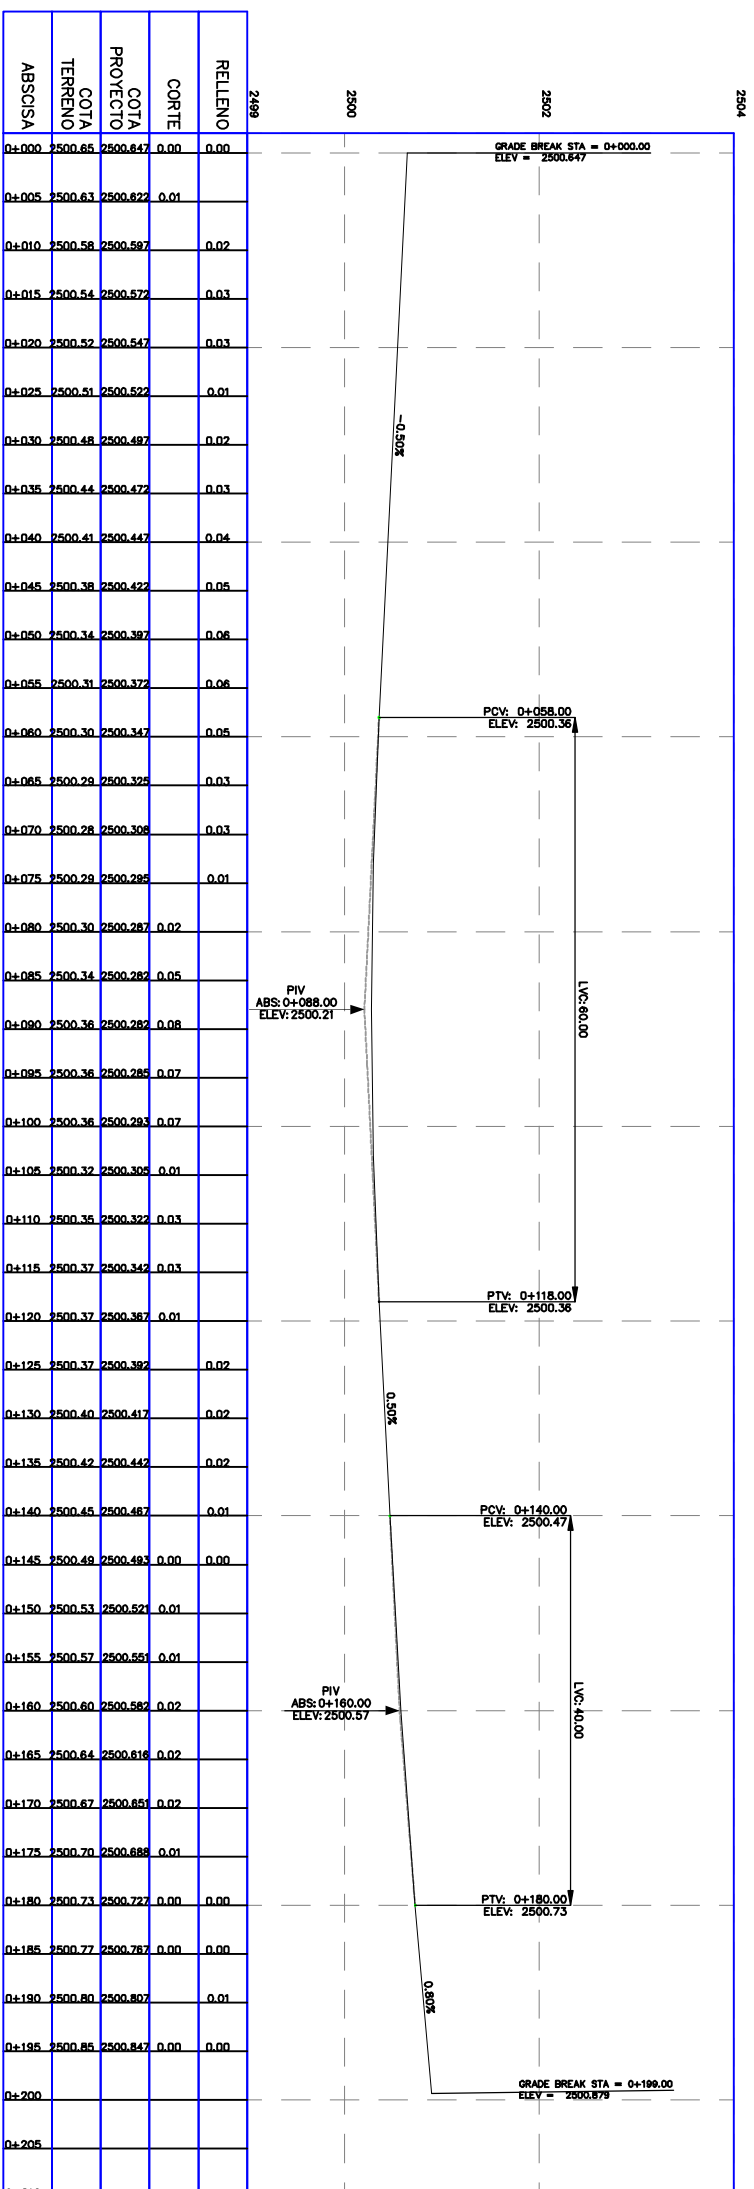 2499
2500
2502
2504
ABSCISA
COTA
TERRENO
COTA
PROYECTO
CORTE
RELLENO
0+000 2500.65 2500.647 0.00 0.00
0+005 2500.63 2500.622 0.01
0+010 2500.58 2500.597 0.02
0+015 2500.54 2500.572 0.03
0+020 2500.52 2500.547 0.03
0+025 2500.51 2500.522 0.01
0+030 2500.48 2500.497 0.02
0+035 2500.44 2500.472 0.03
0+040 2500.41 2500.447 0.04
0+045 2500.38 2500.422 0.05
0+050 2500.34 2500.397 0.06
0+055 2500.31 2500.372 0.06
0+060 2500.30 2500.347 0.05
0+065 2500.29 2500.325 0.03
0+070 2500.28 2500.308 0.03
0+075 2500.29 2500.295 0.01
0+080 2500.30 2500.287 0.02
0+085 2500.34 2500.282 0.05
0+090 2500.36 2500.282 0.08
0+095 2500.36 2500.285 0.07
0+100 2500.36 2500.293 0.07
0+105 2500.32 2500.305 0.01
0+110 2500.35 2500.322 0.03
0+115 2500.37 2500.342 0.03
0+120 2500.37 2500.367 0.01
0+125 2500.37 2500.392 0.02
0+130 2500.40 2500.417 0.02
0+135 2500.42 2500.442 0.02
0+140 2500.45 2500.467 0.01
0+145 2500.49 2500.493 0.00 0.00
0+150 2500.53 2500.521 0.01
0+155 2500.57 2500.551 0.01
0+160 2500.60 2500.582 0.02
0+165 2500.64 2500.616 0.02
0+170 2500.67 2500.651 0.02
0+175 2500.70 2500.688 0.01
0+180 2500.73 2500.727 0.00 0.00
0+185 2500.77 2500.767 0.00 0.00
0+190 2500.80 2500.807 0.01
0+195 2500.85 2500.847 0.00 0.00
0+200
0+205
GRADE BREAK STA = 0+000.00
ELEV = 2500.647
-0.50%
PCV: 0+058.00
ELEV: 2500.36
PIV
ABS: 0+088.00
ELEV: 2500.21
LVC: 60.00
PTV: 0+118.00
ELEV: 2500.36
0.50%
PCV: 0+140.00
ELEV: 2500.47
PIV
ABS: 0+160.00
ELEV: 2500.57
LVC: 40.00
PTV: 0+180.00
ELEV: 2500.73
0.80%
GRADE BREAK STA = 0+199.00
ELEV = 2500.879